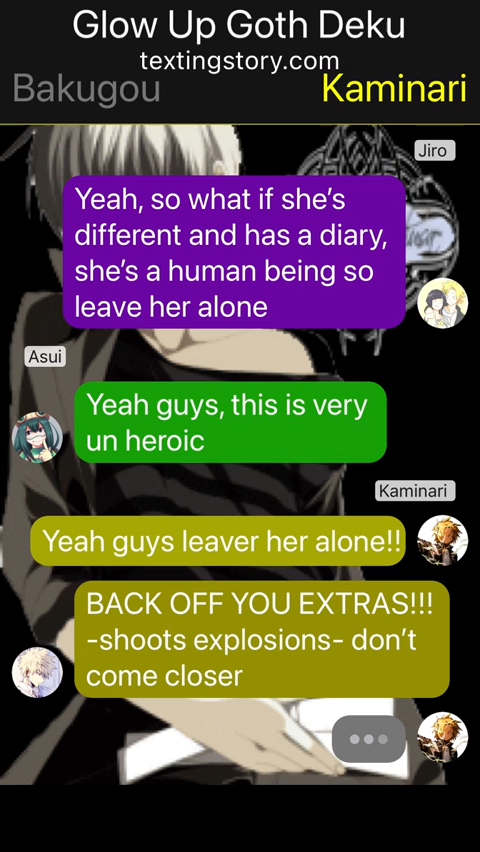 Glow Up Goth Deku
textingstory.com
Bakugou Kaminari
Jiro
Yeah, so what if she’s
different and has a diary,
she’s a human being so
leave her alone
Asui
Yeah guys, this is very
un heroic
Kaminari
Yeah guys leaver her alone!!
BACK OFF YOU EXTRAS!!!
-shoots explosions- don’t
come closer